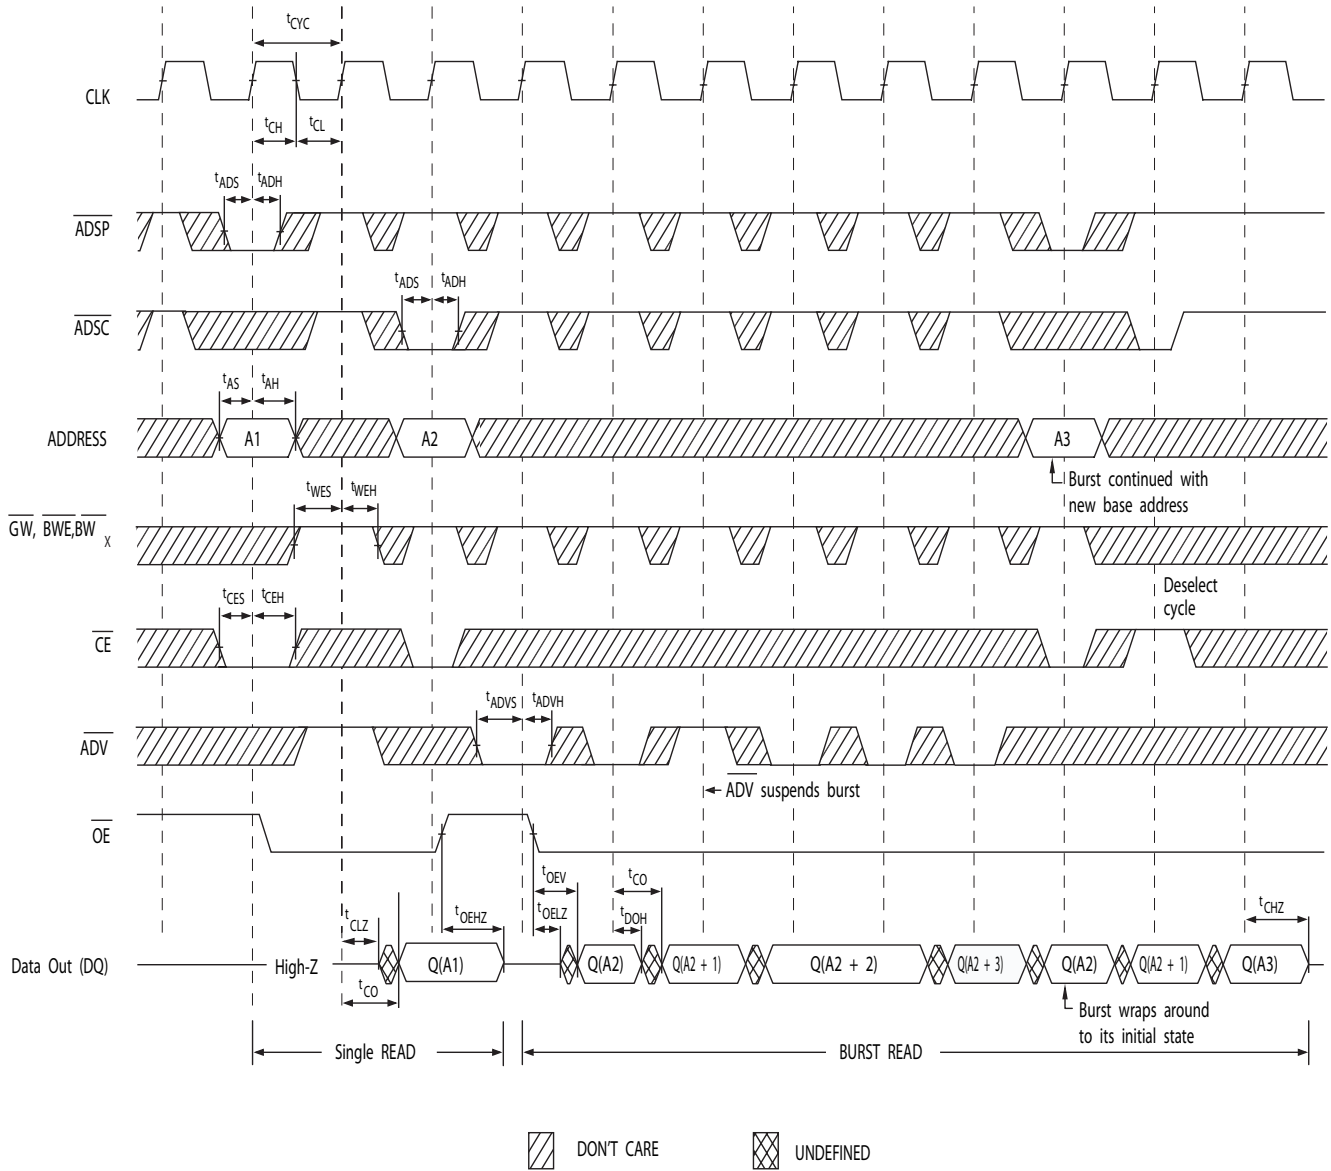 tCYC
CLK
tCH tCL
tADS tADH
ADSP
tADS tADH
ADSC
tAS tAH
ADDRESS A1 A2 A3
Burst continued with
new base address
tWES tWEH
GW, BWE,BW X
Deselect
cycle
tCES tCEH
CE
tADVS tADVH
ADV
ADV suspends burst
OE
tOEV tCO
tCLZ tOEHZ tOELZ tDOH tCHZ
Data Out (DQ) High-Z Q(A1) Q(A2) Q(A2 + 1) Q(A2 + 2) Q(A2 + 3) Q(A2) Q(A2 + 1) Q(A3)
tCO
Burst wraps around
to its initial state
Single READ BURST READ
DON'T CARE UNDEFINED